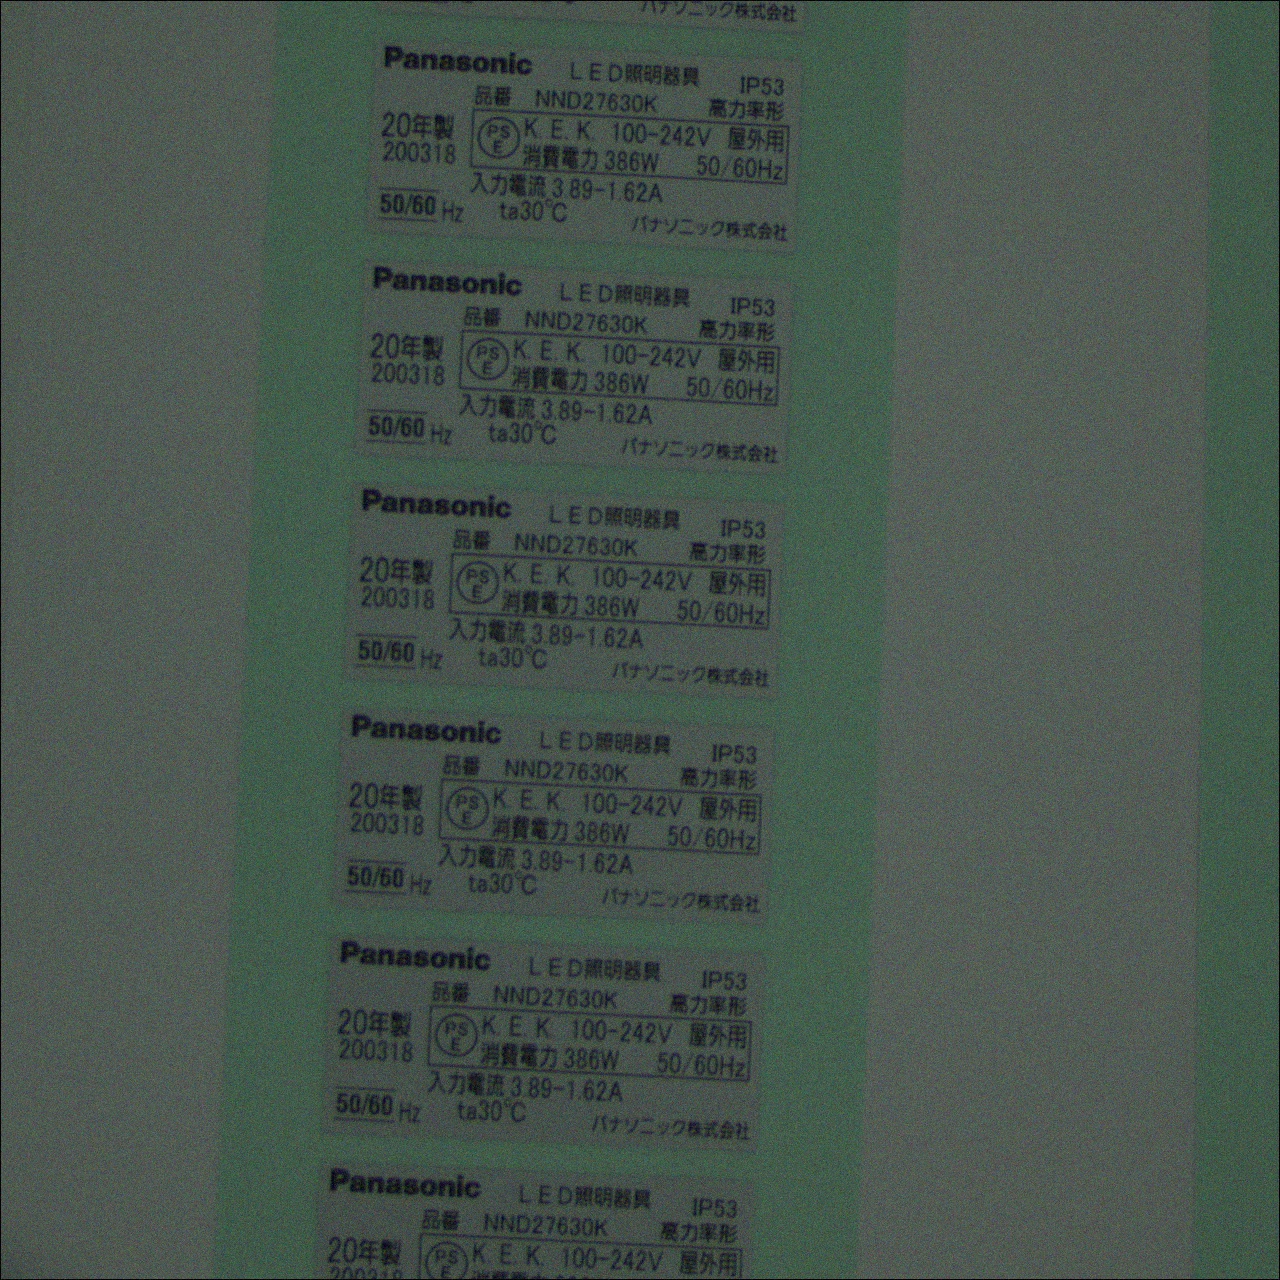 パナソニック株式会社
Panasonic LED照明器具 IP53
品番 NND27630K 高力率形
20年製 PSE K.E.K. 100-242V 屋外用
200318 消費電力 386W 50/60Hz
入力電流 3.89-1.62A
50/60 Hz ta30℃ パナソニック株式会社
Panasonic LED照明器具 IP53
品番 NND27630K 高力率形
20年製 PSE K.E.K. 100-242V 屋外用
200318 消費電力 386W 50/60Hz
入力電流 3.89-1.62A
50/60 Hz ta30℃ パナソニック株式会社
Panasonic LED照明器具 IP53
品番 NND27630K 高力率形
20年製 PSE K.E.K. 100-242V 屋外用
200318 消費電力 386W 50/60Hz
入力電流 3.89-1.62A
50/60 Hz ta30℃ パナソニック株式会社
Panasonic LED照明器具 IP53
品番 NND27630K 高力率形
20年製 PSE K.E.K. 100-242V 屋外用
200318 消費電力 386W 50/60Hz
入力電流 3.89-1.62A
50/60 Hz ta30℃ パナソニック株式会社
Panasonic LED照明器具 IP53
品番 NND27630K 高力率形
20年製 PSE K.E.K. 100-242V 屋外用
200318 消費電力 386W 50/60Hz
入力電流 3.89-1.62A
50/60 Hz ta30℃ パナソニック株式会社
Panasonic LED照明器具 IP53
品番 NND27630K 高力率形
20年製 PSE K.E.K. 100-242V 屋外用